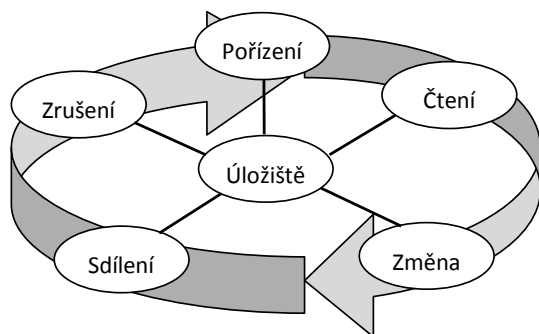 Pořízení
Zrušení
Čtení
Úložiště
Sdílení
Změna